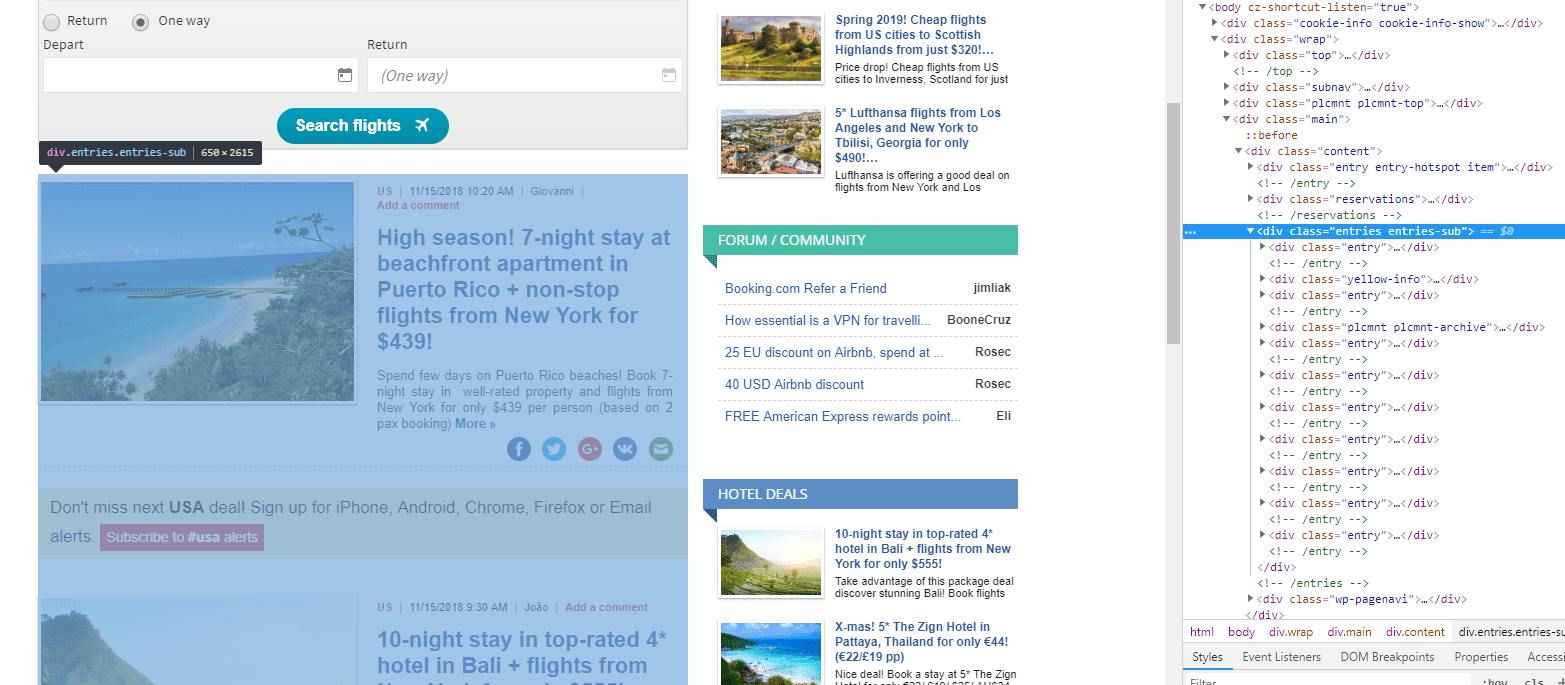 Return
One way
Depart
Return
(One way)
Search flights
div.entries.entries-sub | 650 × 2615
US | 11/15/2018 10:20 AM | Giovanni |
Add a comment
High season! 7-night stay at
beachfront apartment in
Puerto Rico + non-stop
flights from New York for
$439!
Spend few days on Puerto Rico beaches! Book 7-
night stay in well-rated property and flights from
New York for only $439 per person (based on 2
pax booking) More »
Don't miss next USA deal! Sign up for iPhone, Android, Chrome, Firefox or Email
alerts. Subscribe to #usa alerts
US | 11/15/2018 9:30 AM | João | Add a comment
10-night stay in top-rated 4*
hotel in Bali + flights from
Spring 2019! Cheap flights
from US cities to Scottish
Highlands from just $320!…
Price drop! Cheap flights from US
cities to Inverness, Scotland for just
5* Lufthansa flights from Los
Angeles and New York to
Tbilisi, Georgia for only
$490!…
Lufthansa is offering a good deal on
flights from New York and Los
FORUM / COMMUNITY
Booking.com Refer a Friend jimliak
How essential is a VPN for travelli... BooneCruz
25 EU discount on Airbnb, spend at ... Rosec
40 USD Airbnb discount Rosec
FREE American Express rewards point... Eli
HOTEL DEALS
10-night stay in top-rated 4*
hotel in Bali + flights from New
York for only $555!
Take advantage of this package deal
discover stunning Bali! Book flights
X-mas! 5* The Zign Hotel in
Pattaya, Thailand for only €44!
(€22/£19 pp)
Nice deal! Book a stay at 5* The Zign
<body cz-shortcut-listen="true">
<div class="cookie-info cookie-info-show">…</div>
<div class="wrap">
<div class="top">…</div>
<!-- /top -->
<div class="subnav">…</div>
<div class="plcmnt plcmnt-top">…</div>
<div class="main">
::before
<div class="content">
<div class="entry entry-hotspot item">…</div>
<!-- /entry -->
<div class="reservations">…</div>
<!-- /reservations -->
... <div class="entries entries-sub"> == $0
<div class="entry">…</div>
<!-- /entry -->
<div class="yellow-info">…</div>
<div class="entry">…</div>
<!-- /entry -->
<div class="plcmnt plcmnt-archive">…</div>
<div class="entry">…</div>
<!-- /entry -->
<div class="entry">…</div>
<!-- /entry -->
<div class="entry">…</div>
<!-- /entry -->
<div class="entry">…</div>
<!-- /entry -->
<div class="entry">…</div>
<!-- /entry -->
<div class="entry">…</div>
<!-- /entry -->
<div class="entry">…</div>
<!-- /entry -->
</div>
<!-- /entries -->
<div class="wp-pagenavi">…</div>
</div>
html body div.wrap div.main div.content div.entries.entries-su
Styles Event Listeners DOM Breakpoints Properties Accessi
Filter :hov .cls +